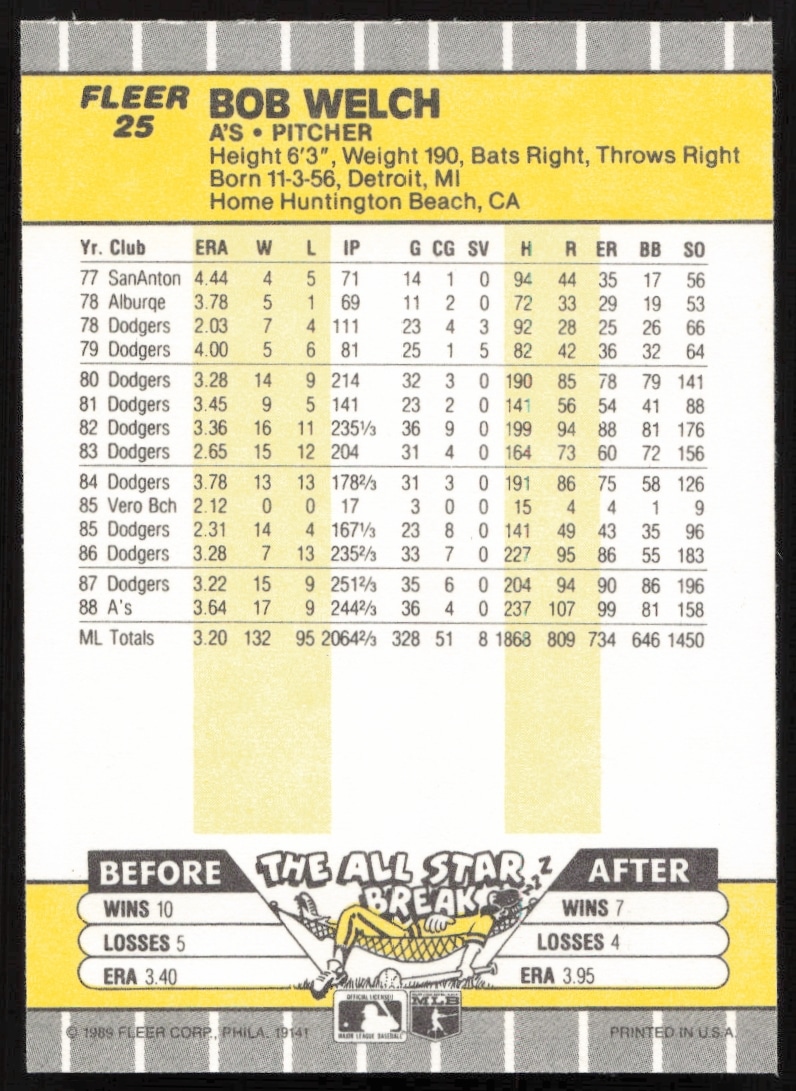 FLEER 25
BOB WELCH
A'S • PITCHER
Height 6'3", Weight 190, Bats Right, Throws Right
Born 11-3-56, Detroit, MI
Home Huntington Beach, CA
Yr. Club ERA W L IP G CG SV H R ER BB SO
77 SanAnton 4.44 4 5 71 14 1 0 94 44 35 17 56
78 Alburqe 3.78 5 1 69 11 2 0 72 33 29 19 53
78 Dodgers 2.03 7 4 111 23 4 3 92 28 25 26 66
79 Dodgers 4.00 5 6 81 25 1 5 82 42 36 32 64
80 Dodgers 3.28 14 9 214 32 3 0 190 85 78 79 141
81 Dodgers 3.45 9 5 141 23 2 0 141 56 54 41 88
82 Dodgers 3.36 16 11 235⅓ 36 9 0 199 94 88 81 176
83 Dodgers 2.65 15 12 204 31 4 0 164 73 60 72 156
84 Dodgers 3.78 13 13 178⅔ 31 3 0 191 86 75 58 126
85 Vero Bch 2.12 0 0 17 3 0 0 15 4 4 1 9
85 Dodgers 2.31 14 4 167⅓ 23 8 0 141 49 43 35 96
86 Dodgers 3.28 7 13 235⅔ 33 7 0 227 95 86 55 183
87 Dodgers 3.22 15 9 251⅔ 35 6 0 204 94 90 86 196
88 A's 3.64 17 9 244⅔ 36 4 0 237 107 99 81 158
ML Totals 3.20 132 95 2064⅔ 328 51 8 1868 809 734 646 1450
THE ALL STAR BREAK
ZZZ
BEFORE
WINS 10
LOSSES 5
ERA 3.40
AFTER
WINS 7
LOSSES 4
ERA 3.95
OFFICIAL LICENSEE
MAJOR LEAGUE BASEBALL
MLB
© 1989 FLEER CORP., PHILA. 19141
PRINTED IN U.S.A.